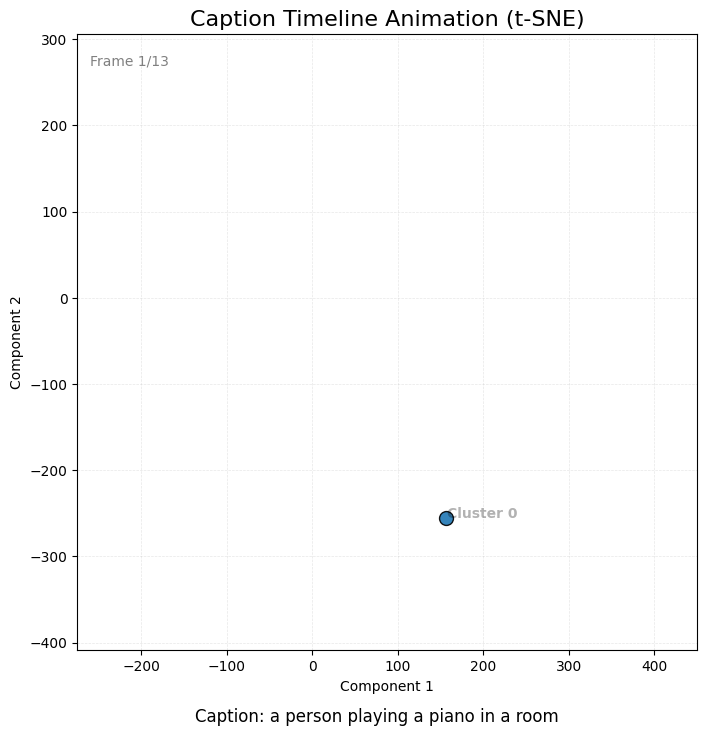 Caption Timeline Animation (t-SNE)
300
Frame 1/13
200
100
0
Component 2
−100
−200
Cluster 0
−300
−400
−200 −100 0 100 200 300 400
Component 1
Caption: a person playing a piano in a room